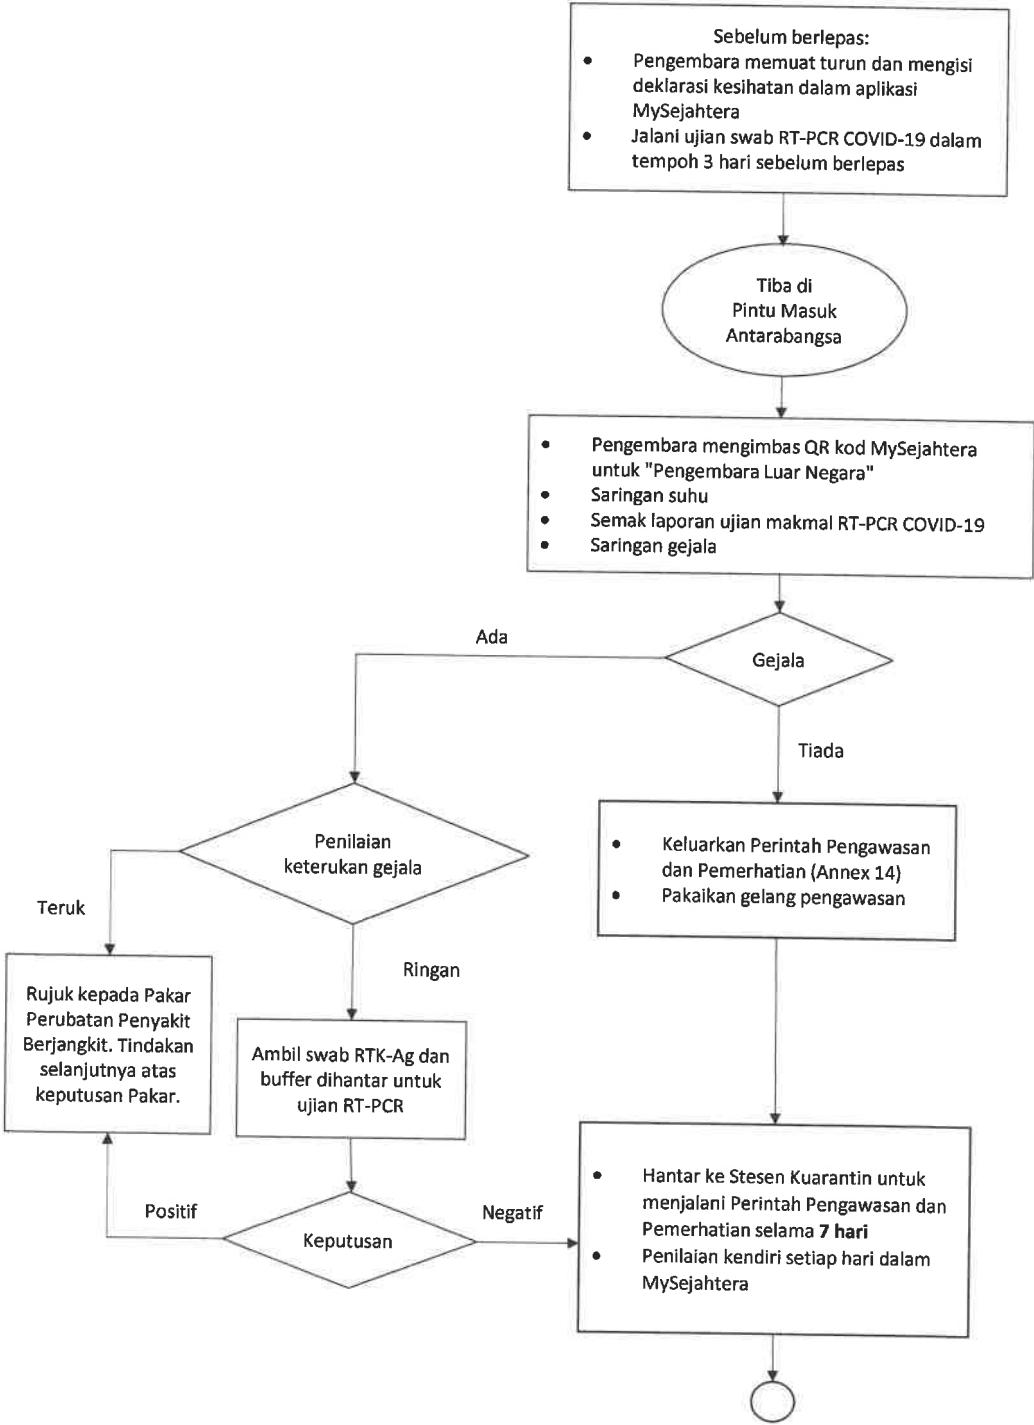 Sebelum berlepas:
• Pengembara memuat turun dan mengisi
deklarasi kesihatan dalam aplikasi
MySejahtera
• Jalani ujian swab RT-PCR COVID-19 dalam
tempoh 3 hari sebelum berlepas
Tiba di
Pintu Masuk
Antarabangsa
• Pengembara mengimbas QR kod MySejahtera
untuk "Pengembara Luar Negara"
• Saringan suhu
• Semak laporan ujian makmal RT-PCR COVID-19
• Saringan gejala
Ada
Gejala
Tiada
Penilaian
keterukan gejala
• Keluarkan Perintah Pengawasan
dan Pemerhatian (Annex 14)
• Pakaikan gelang pengawasan
Teruk
Ringan
Rujuk kepada Pakar
Perubatan Penyakit
Berjangkit. Tindakan
selanjutnya atas
keputusan Pakar.
Ambil swab RTK-Ag dan
buffer dihantar untuk
ujian RT-PCR
Positif
Keputusan
Negatif
• Hantar ke Stesen Kuarantin untuk
menjalani Perintah Pengawasan dan
Pemerhatian selama 7 hari
• Penilaian kendiri setiap hari dalam
MySejahtera